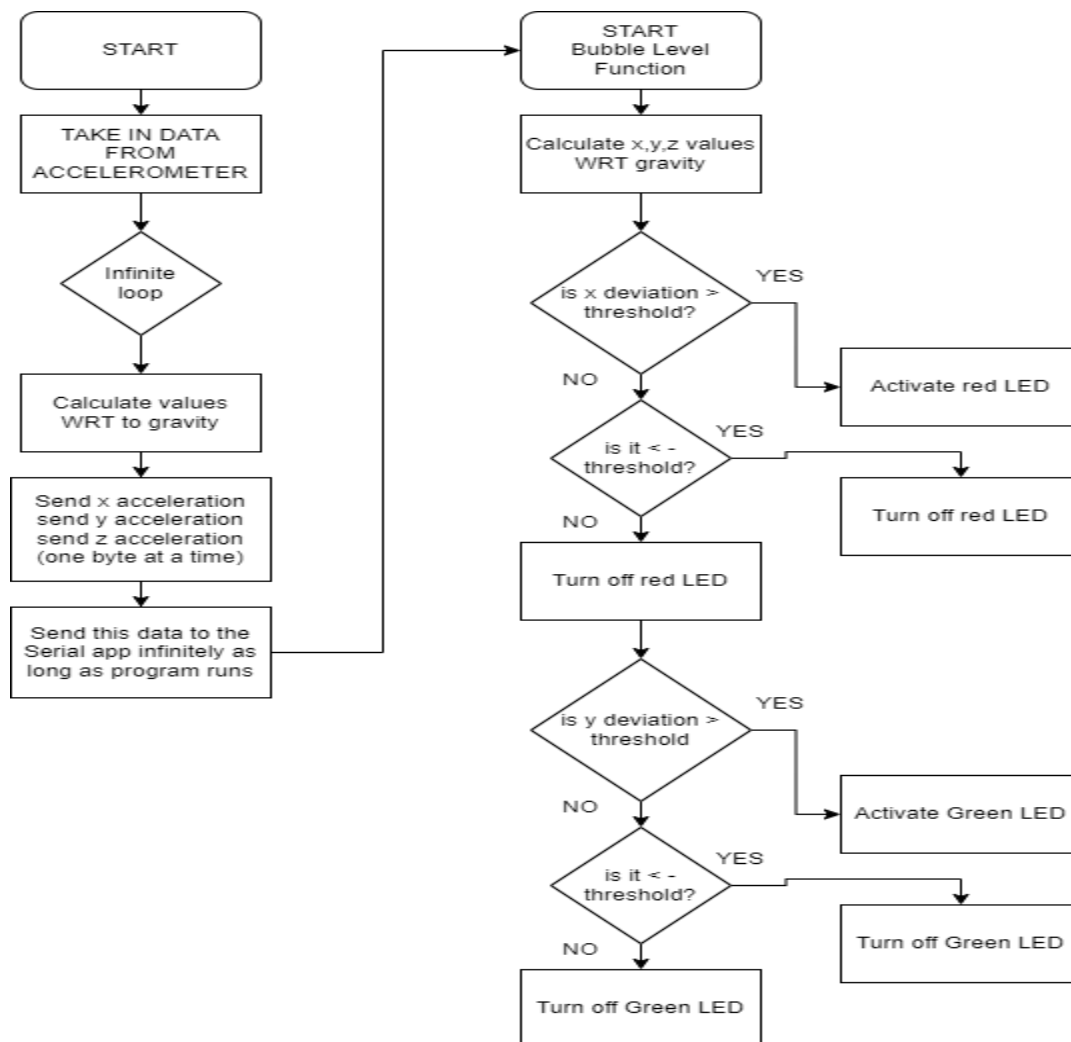 START
TAKE IN DATA
FROM
ACCELEROMETER
Infinite
loop
Calculate values
WRT to gravity
Send x acceleration
send y acceleration
send z acceleration
(one byte at a time)
Send this data to the
Serial app infinitely as
long as program runs
START
Bubble Level
Function
Calculate x,y,z values
WRT gravity
is x deviation >
threshold?
YES
Activate red LED
NO
is it < -
threshold?
YES
Turn off red LED
NO
Turn off red LED
is y deviation >
threshold
YES
Activate Green LED
NO
is it < -
threshold?
YES
Turn off Green LED
NO
Turn off Green LED